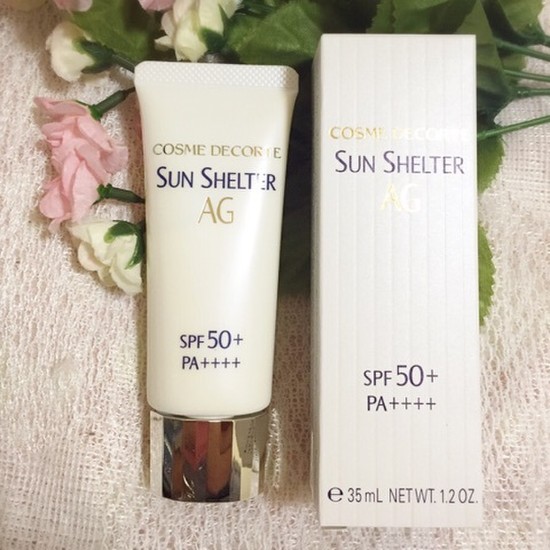 COSME DECORTE
SUN SHELTER
AG
SPF 50+
PA++++
COSME DECORTE
SUN SHELTER
AG
SPF 50+
PA++++
℮ 35 mL NET WT. 1.2 OZ.